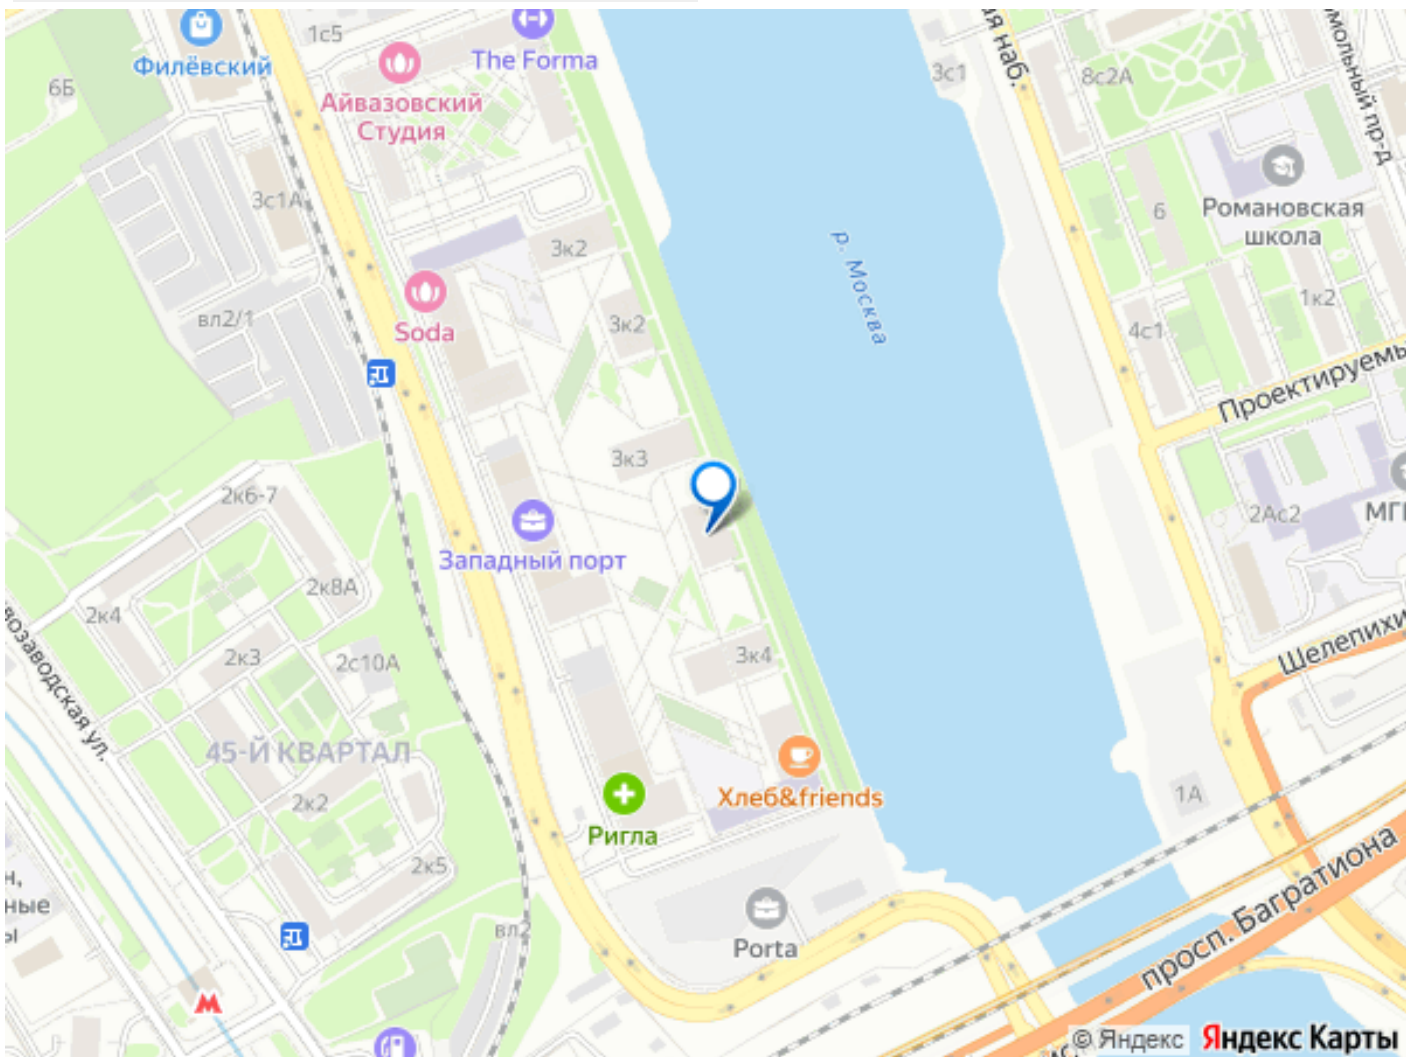 1с5
The Forma
Филёвский
6Б
Айвазовский
Студия
3с1
8с2А
3с1А
6
Романовская
школа
3к2
р. Москва
1к2
вл2/1
Soda
3к2
4с1
Проектируемы
3к3
2к6-7
2Ас2
Западный порт
2к8А
2к4
2к3
2с10А
3к4
Шелепихи
45-Й КВАРТАЛ
2к2
Хлеб&friends
1А
Ригла
2к5
вл2
Porta
просп. Багратиона
© Яндекс Яндекс Карты